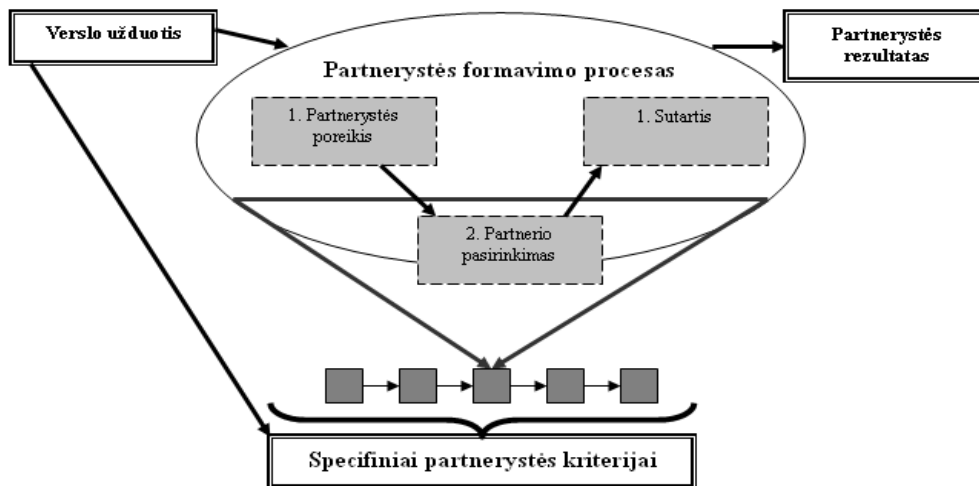 Verslo užduotis
Partnerystės
rezultatas
Partnerystės formavimo procesas
1. Partnerystės
poreikis
1. Sutartis
2. Partnerio
pasirinkimas
Specifiniai partnerystės kriterijai